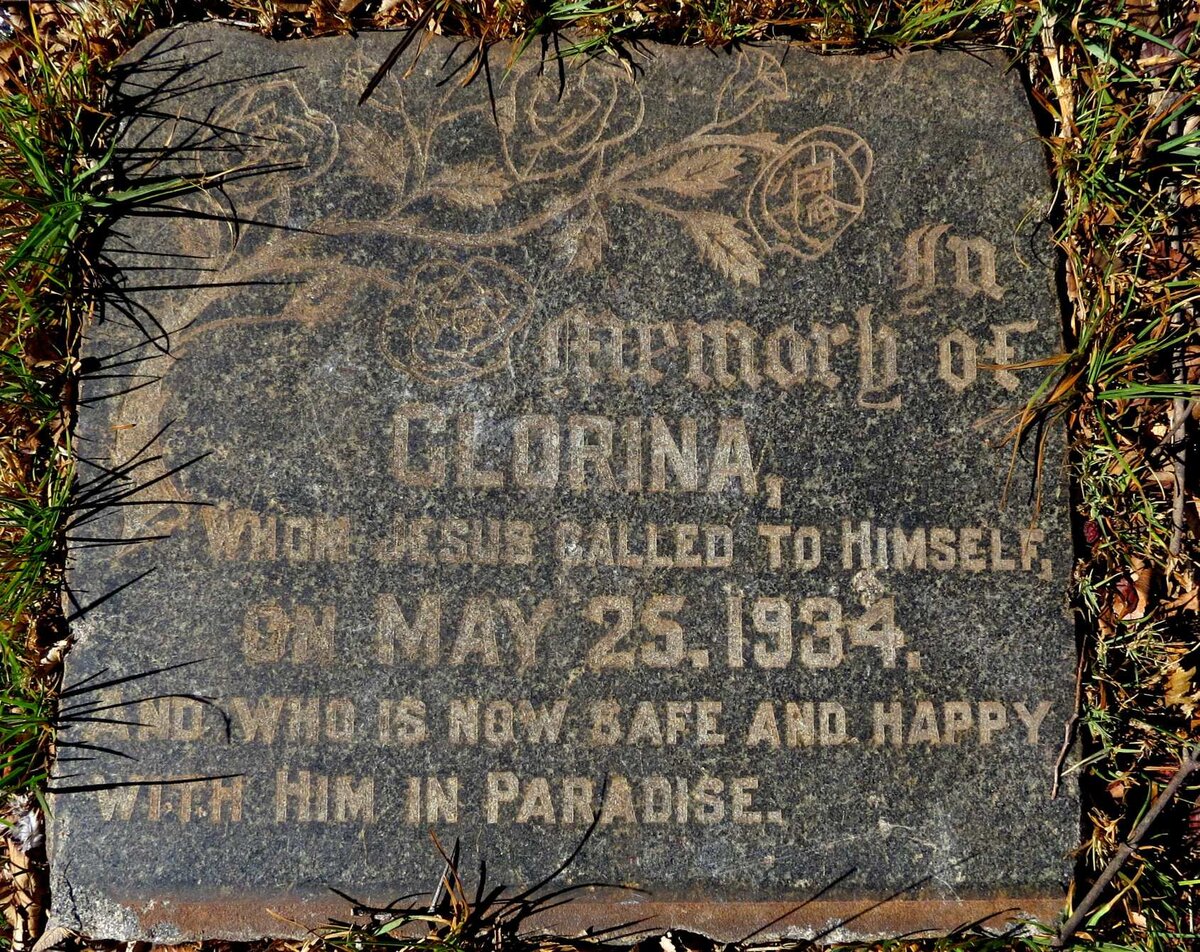 In
Memory of
GLORINA,
WHOM JESUS CALLED TO HIMSELF,
ON MAY 25. 1934.
AND WHO IS NOW SAFE AND HAPPY
WITH HIM IN PARADISE.